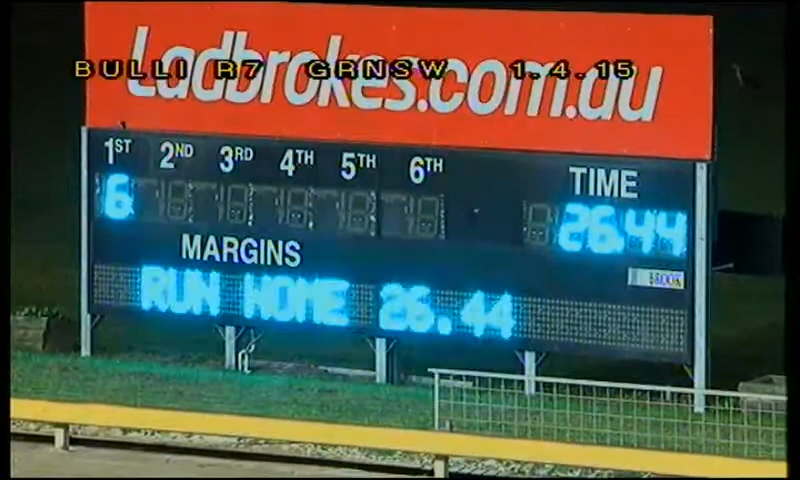 BULLI R7 GRNSW 1.4.15
Ladbrokes.com.au
1ST 2ND 3RD 4TH 5TH 6TH TIME
6 26.44
MARGINS
BROOK
RUN HOME 26.44